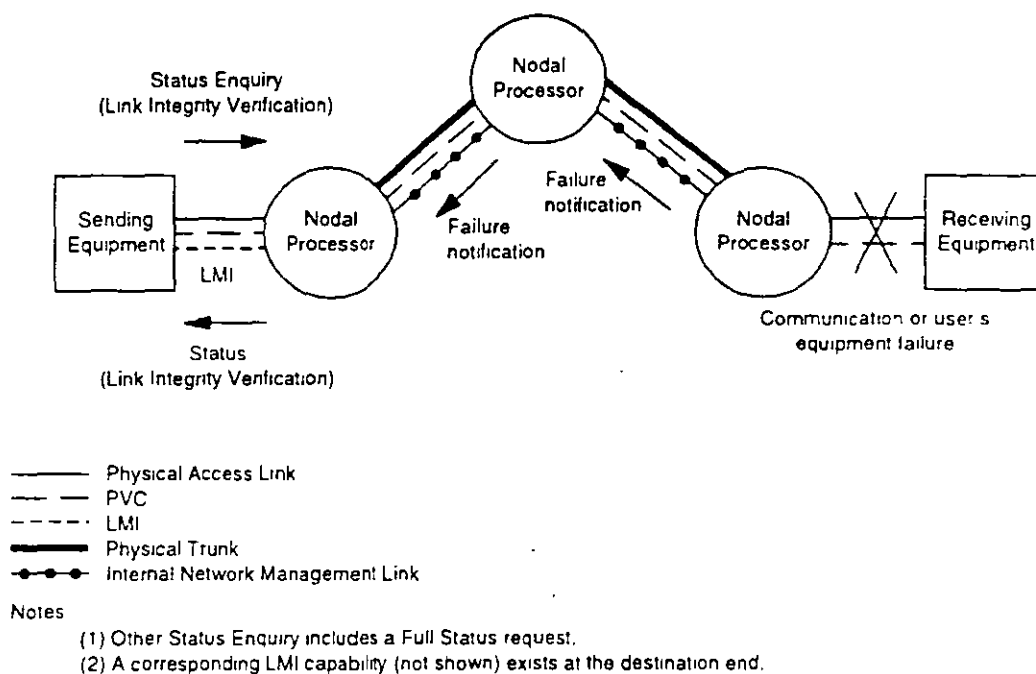 Status Enquiry
(Link Integrity Verification)
Nodal
Processor
Failure
notification
Failure
notification
Sending
Equipment
Nodal
Processor
LMI
Nodal
Processor
Receiving
Equipment
Status
(Link Integrity Verification)
Communication or user s
equipment failure
Physical Access Link
PVC
LMI
Physical Trunk
Internal Network Management Link
Notes
(1) Other Status Enquiry includes a Full Status request.
(2) A corresponding LMI capability (not shown) exists at the destination end.